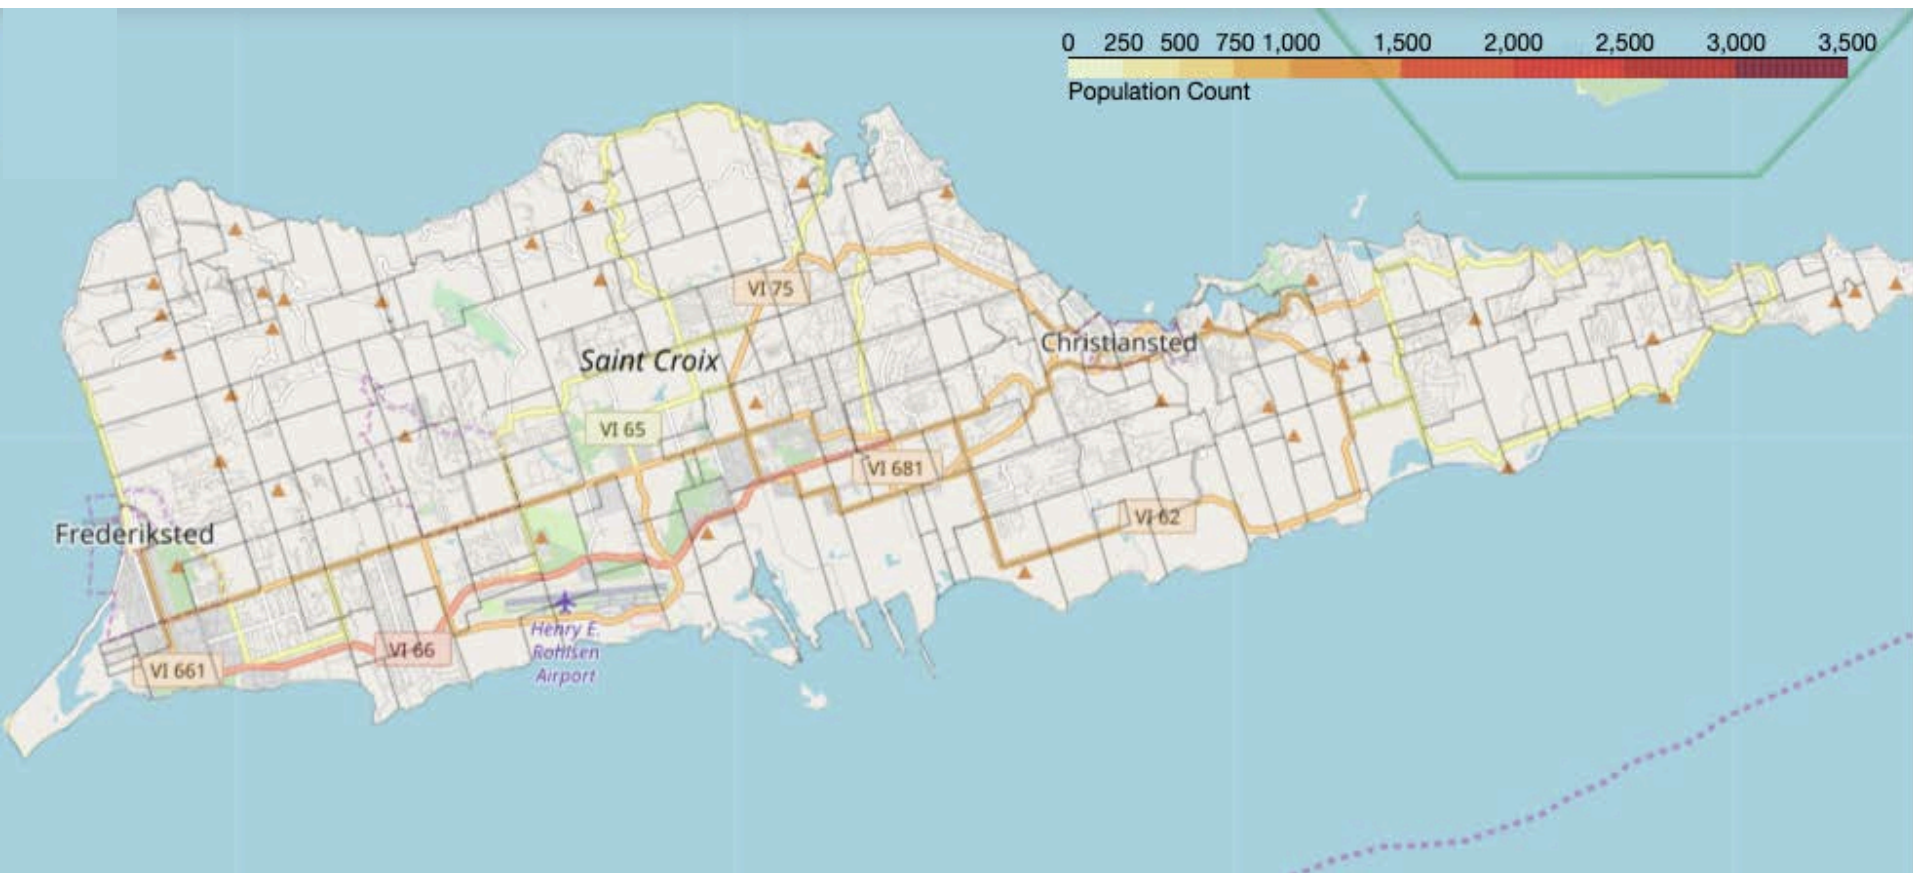 0 250 500 750 1,000 1,500 2,000 2,500 3,000 3,500
Population Count
VI 75
Christiansted
Saint Croix
VI 65
VI 681
VI 62
Frederiksted
Henry E.
Rohlsen
Airport
VI 66
VI 661